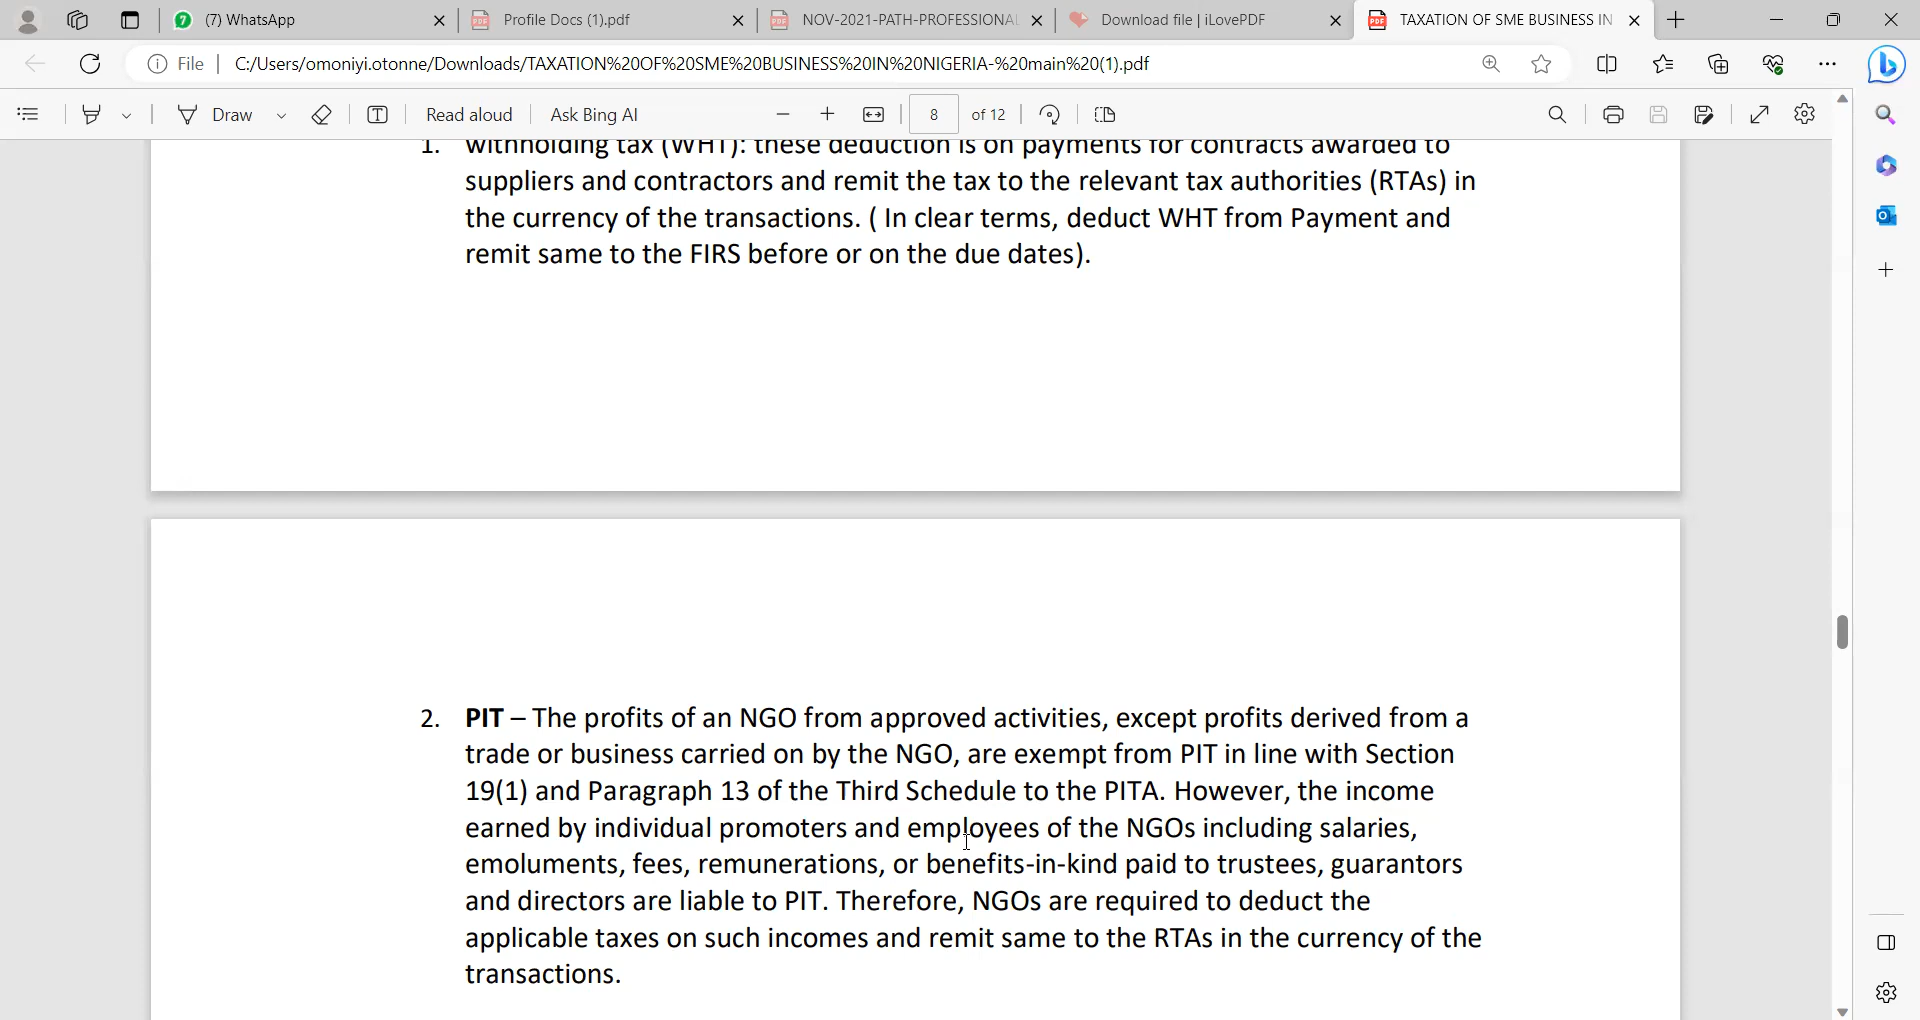 (7) WhatsApp
Profile Docs (1).pdf
NOV-2021-PATH-PROFESSIONAL
Download file | iLovePDF
TAXATION OF SME BUSINESS IN
File
C:/Users/omoniyi.otonne/Downloads/TAXATION%20OF%20SME%20BUSINESS%20IN%20NIGERIA-%20main%20(1).pdf
Draw
Read aloud
Ask Bing AI
8 of 12
1. withholding tax (WHT): these deduction is on payments for contracts awarded to
suppliers and contractors and remit the tax to the relevant tax authorities (RTAs) in
the currency of the transactions. ( In clear terms, deduct WHT from Payment and
remit same to the FIRS before or on the due dates).
2. PIT – The profits of an NGO from approved activities, except profits derived from a
trade or business carried on by the NGO, are exempt from PIT in line with Section
19(1) and Paragraph 13 of the Third Schedule to the PITA. However, the income
earned by individual promoters and employees of the NGOs including salaries,
emoluments, fees, remunerations, or benefits-in-kind paid to trustees, guarantors
and directors are liable to PIT. Therefore, NGOs are required to deduct the
applicable taxes on such incomes and remit same to the RTAs in the currency of the
transactions.